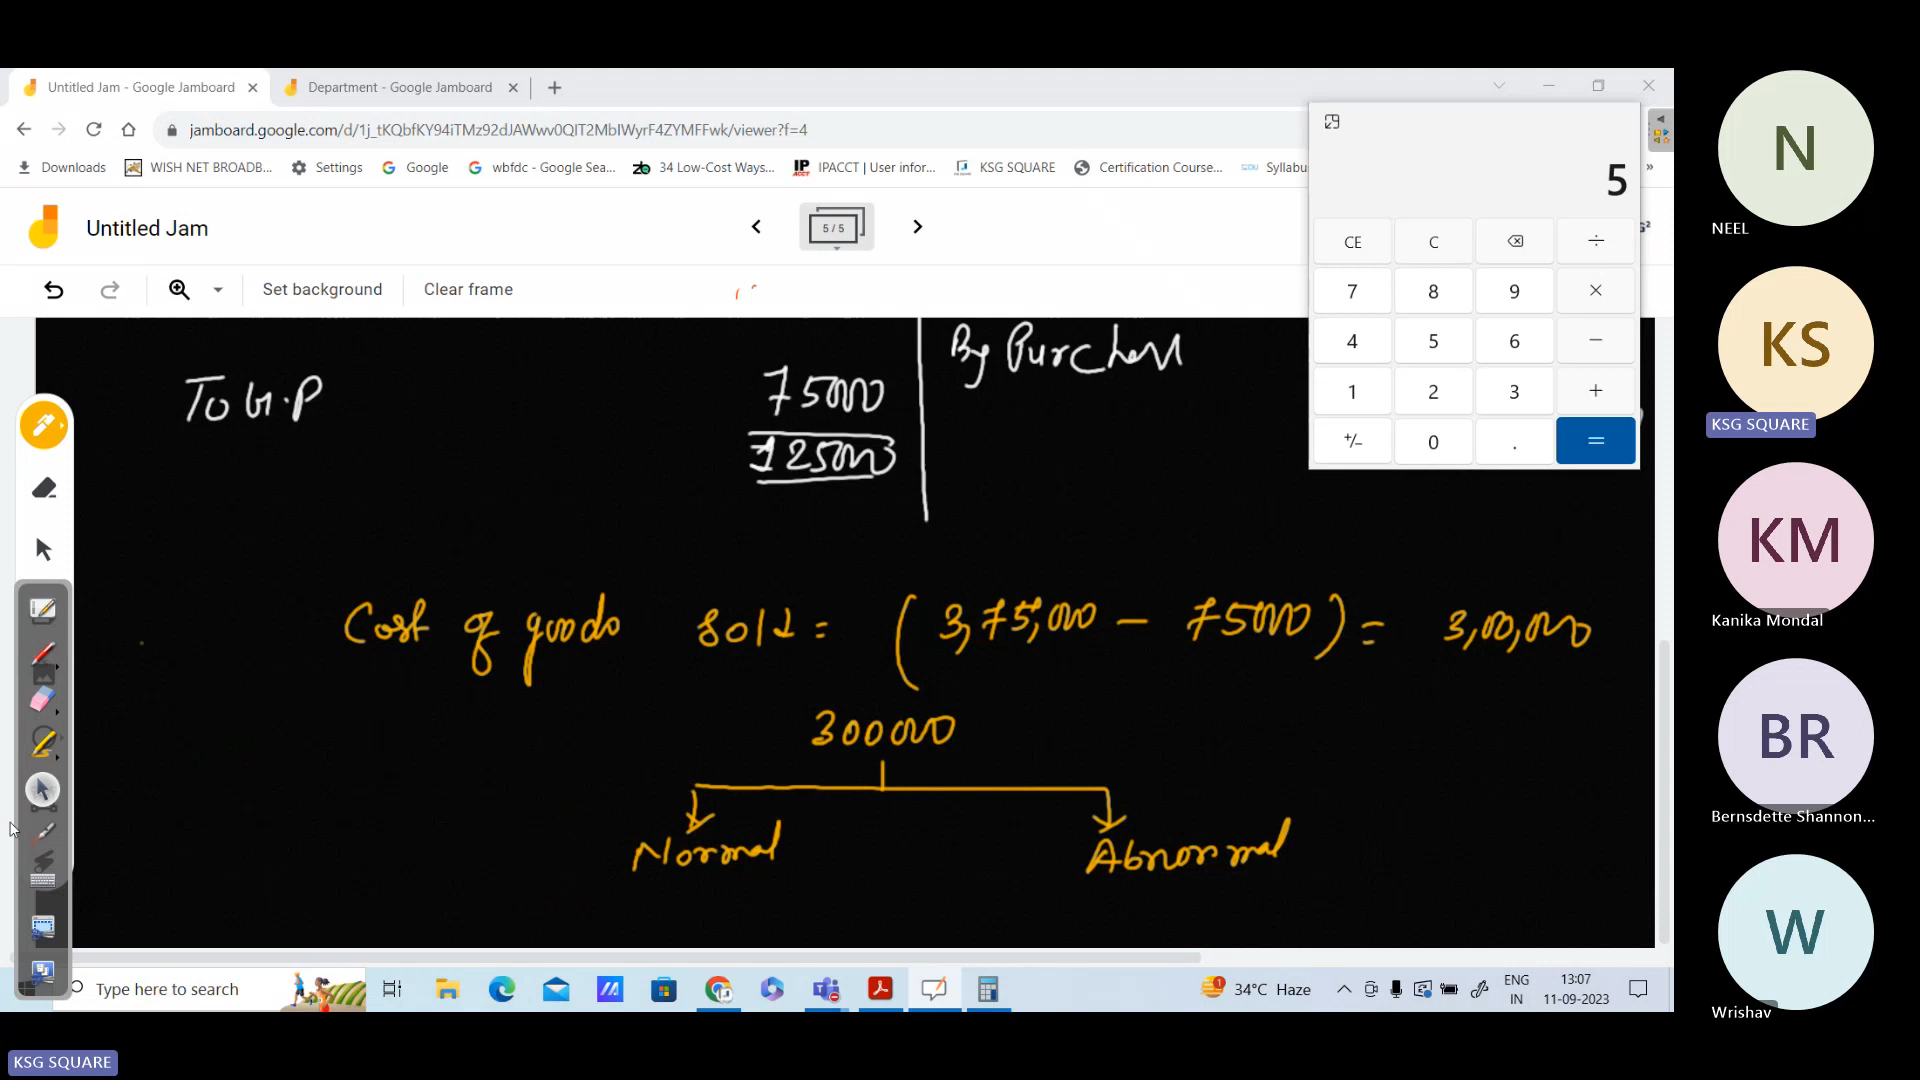 Untitled Jam - Google Jamboard
Department - Google Jamboard
jamboard.google.com/d/1j_tKQbfKY94iTMz92dJAWwv0QlT2MbIWyrF4ZYMFFwk/viewer?f=4
Downloads
WISH NET BROADB...
Settings
Google
wbfdc - Google Sea...
34 Low-Cost Ways...
IPACCT | User infor...
KSG SQUARE
Certification Course...
Syllabu
»
Untitled Jam
5 / 5
Set background
Clear frame
5
CE C ÷
7 8 9 ×
4 5 6 −
1 2 3 +
+/− 0 . =
By Purchase
To G.P 75000
125000
Cost of goods sold = (3,75,000 − 75000) = 3,00,000
300000
Normal Abnormal
Type here to search
34°C Haze
ENG
IN
13:07
11-09-2023
N
NEEL
KS
KSG SQUARE
KM
Kanika Mondal
BR
Bernsdette Shannon...
W
Wrishav
KSG SQUARE